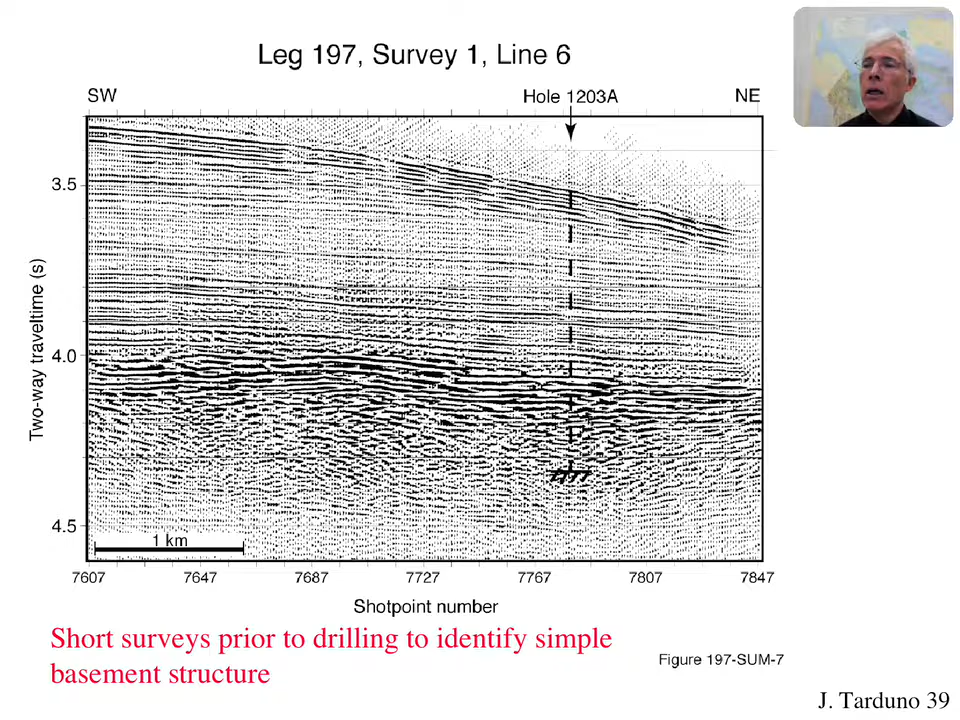 Leg 197, Survey 1, Line 6
SW
Hole 1203A
NE
3.5
4.0
4.5
Two-way traveltime (s)
1 km
7607 7647 7687 7727 7767 7807 7847
Shotpoint number
Short surveys prior to drilling to identify simple
basement structure
Figure 197-SUM-7
J. Tarduno 39